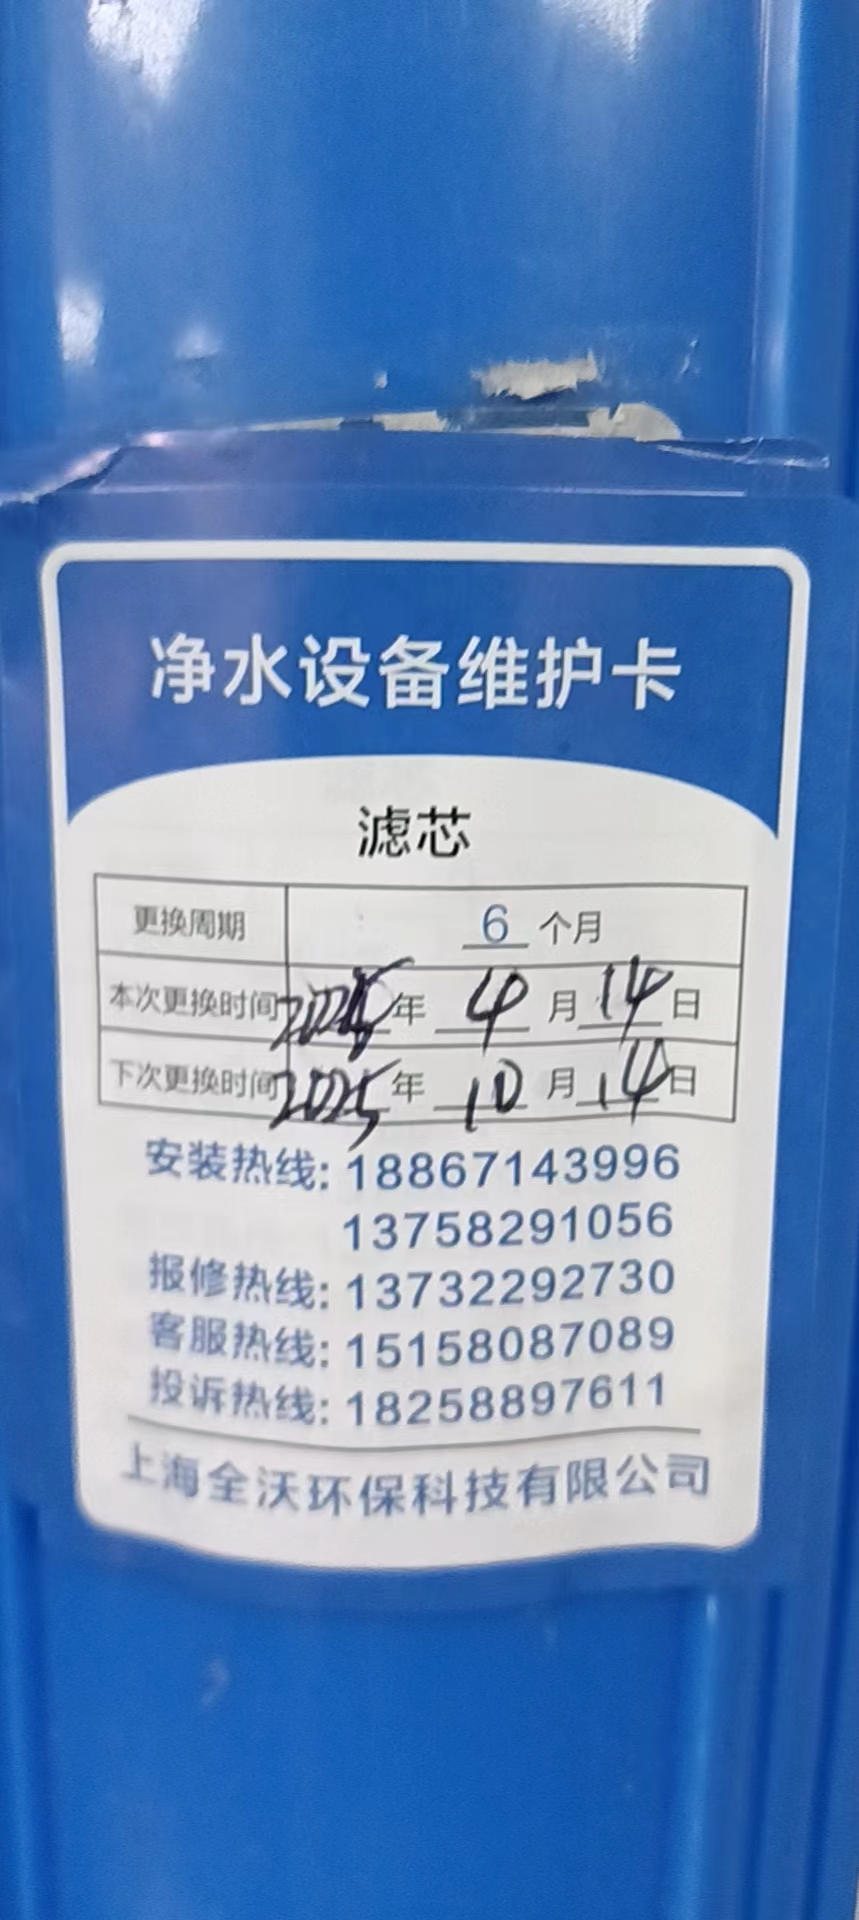 净水设备维护卡
滤芯
更换周期 6 个月
本次更换时间 2025 年 4 月 14 日
下次更换时间 2025 年 10 月 14 日
安装热线: 18867143996
13758291056
报修热线: 13732292730
客服热线: 15158087089
投诉热线: 18258897611
上海全沃环保科技有限公司